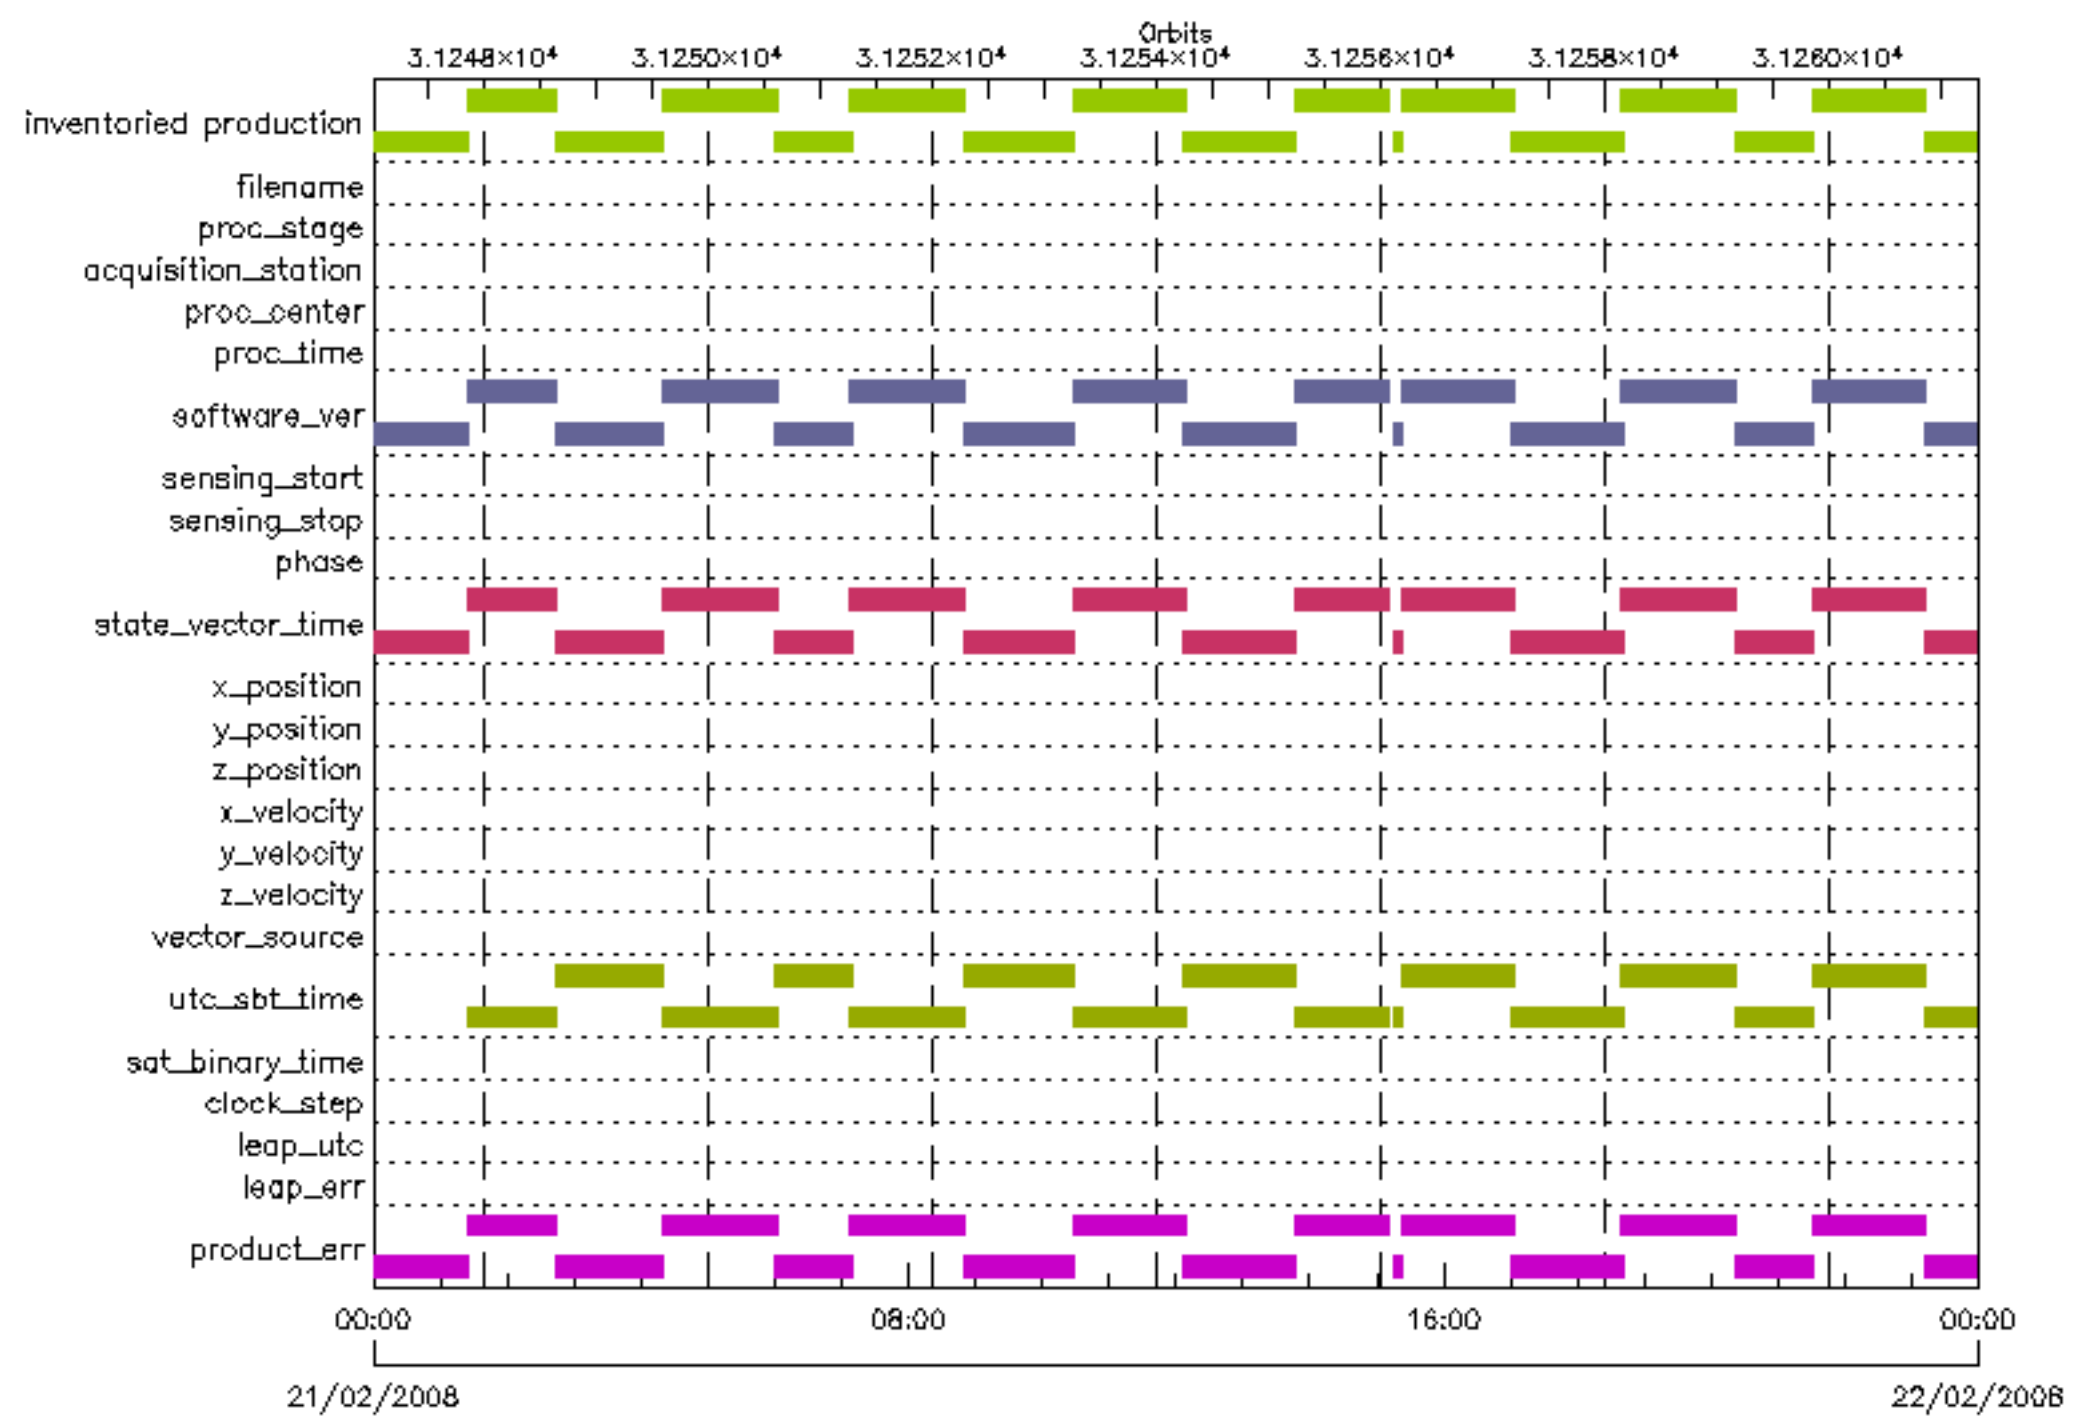 Orbits
3.1248×10⁴ 3.1250×10⁴ 3.1252×10⁴ 3.1254×10⁴ 3.1256×10⁴ 3.1258×10⁴ 3.1260×10⁴
inventoried production
filename
proc_stage
acquisition_station
proc_center
proc_time
software_ver
sensing_start
sensing_stop
phase
state_vector_time
x_position
y_position
z_position
x_velocity
y_velocity
z_velocity
vector_source
utc_sbt_time
sat_binary_time
clock_step
leap_utc
leap_err
product_err
00:00 08:00 16:00 00:00
21/02/2008 22/02/2008